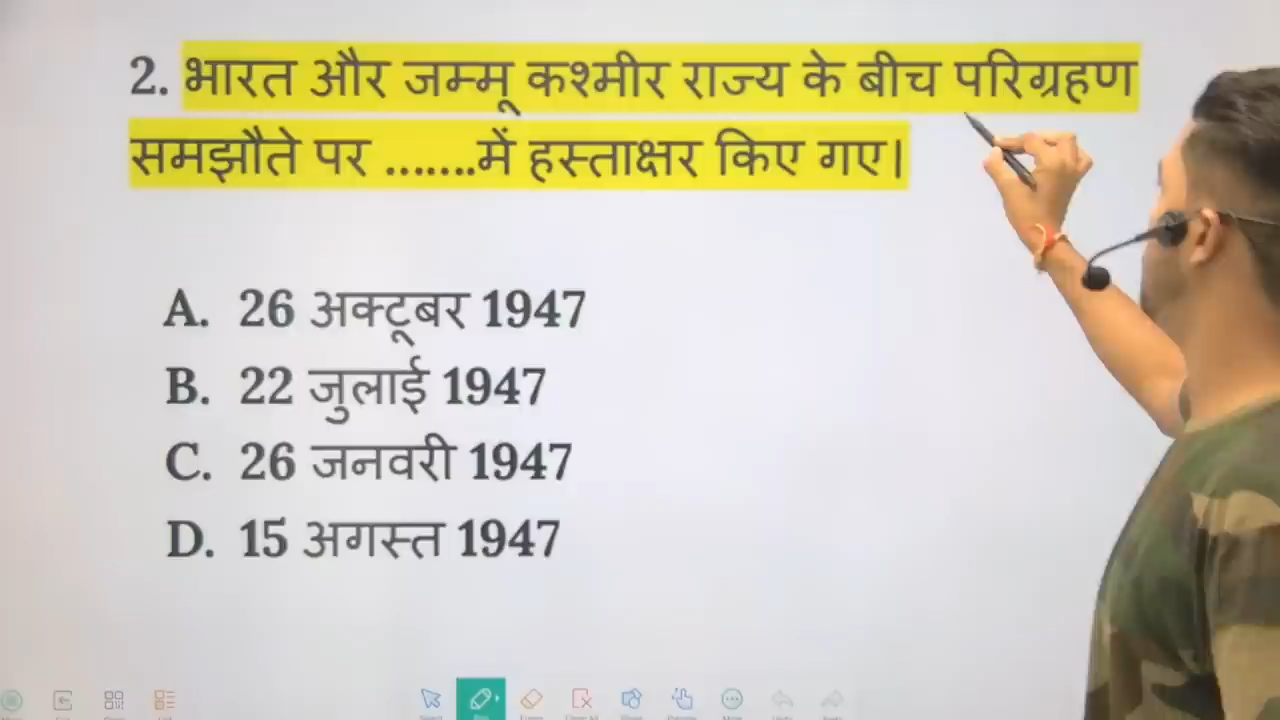 2. भारत और जम्मू कश्मीर राज्य के बीच परिग्रहण
समझौते पर .......में हस्ताक्षर किए गए।
A. 26 अक्टूबर 1947
B. 22 जुलाई 1947
C. 26 जनवरी 1947
D. 15 अगस्त 1947